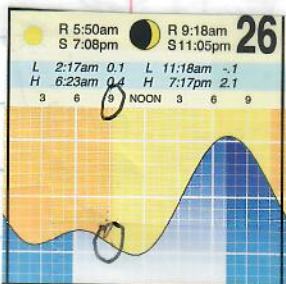 R 5:50am R 9:18am 26
S 7:08pm S11:05pm
L 2:17am 0.1 L 11:18am -.1
H 6:23am 0.4 H 7:17pm 2.1
3 6 9 NOON 3 6 9